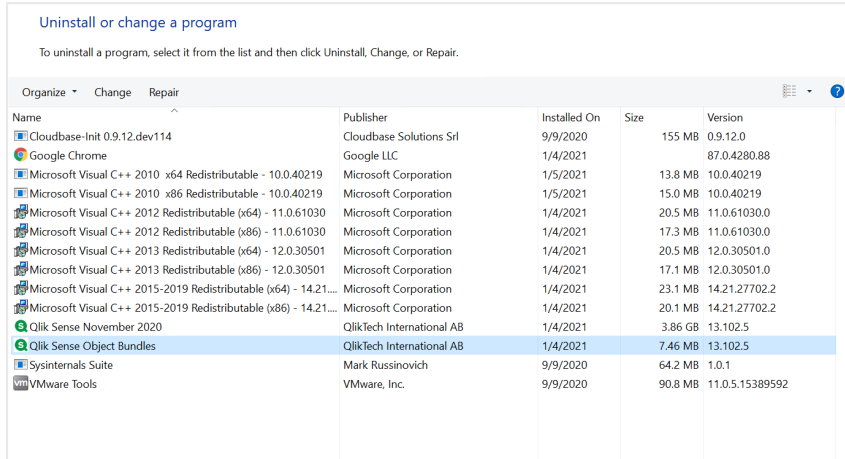 Uninstall or change a program
To uninstall a program, select it from the list and then click Uninstall, Change, or Repair.
Organize Change Repair ?
Name Publisher Installed On Size Version
Cloudbase-Init 0.9.12.dev114 Cloudbase Solutions Srl 9/9/2020 155 MB 0.9.12.0
Google Chrome Google LLC 1/4/2021 87.0.4280.88
Microsoft Visual C++ 2010 x64 Redistributable - 10.0.40219 Microsoft Corporation 1/5/2021 13.8 MB 10.0.40219
Microsoft Visual C++ 2010 x86 Redistributable - 10.0.40219 Microsoft Corporation 1/5/2021 15.0 MB 10.0.40219
Microsoft Visual C++ 2012 Redistributable (x64) - 11.0.61030 Microsoft Corporation 1/4/2021 20.5 MB 11.0.61030.0
Microsoft Visual C++ 2012 Redistributable (x86) - 11.0.61030 Microsoft Corporation 1/4/2021 17.3 MB 11.0.61030.0
Microsoft Visual C++ 2013 Redistributable (x64) - 12.0.30501 Microsoft Corporation 1/4/2021 20.5 MB 12.0.30501.0
Microsoft Visual C++ 2013 Redistributable (x86) - 12.0.30501 Microsoft Corporation 1/4/2021 17.1 MB 12.0.30501.0
Microsoft Visual C++ 2015-2019 Redistributable (x64) - 14.21.... Microsoft Corporation 1/4/2021 23.1 MB 14.21.27702.2
Microsoft Visual C++ 2015-2019 Redistributable (x86) - 14.21.... Microsoft Corporation 1/4/2021 20.1 MB 14.21.27702.2
Qlik Sense November 2020 QlikTech International AB 1/4/2021 3.86 GB 13.102.5
Qlik Sense Object Bundles QlikTech International AB 1/4/2021 7.46 MB 13.102.5
Sysinternals Suite Mark Russinovich 9/9/2020 64.2 MB 1.0.1
vm VMware Tools VMware, Inc. 9/9/2020 90.8 MB 11.0.5.15389592